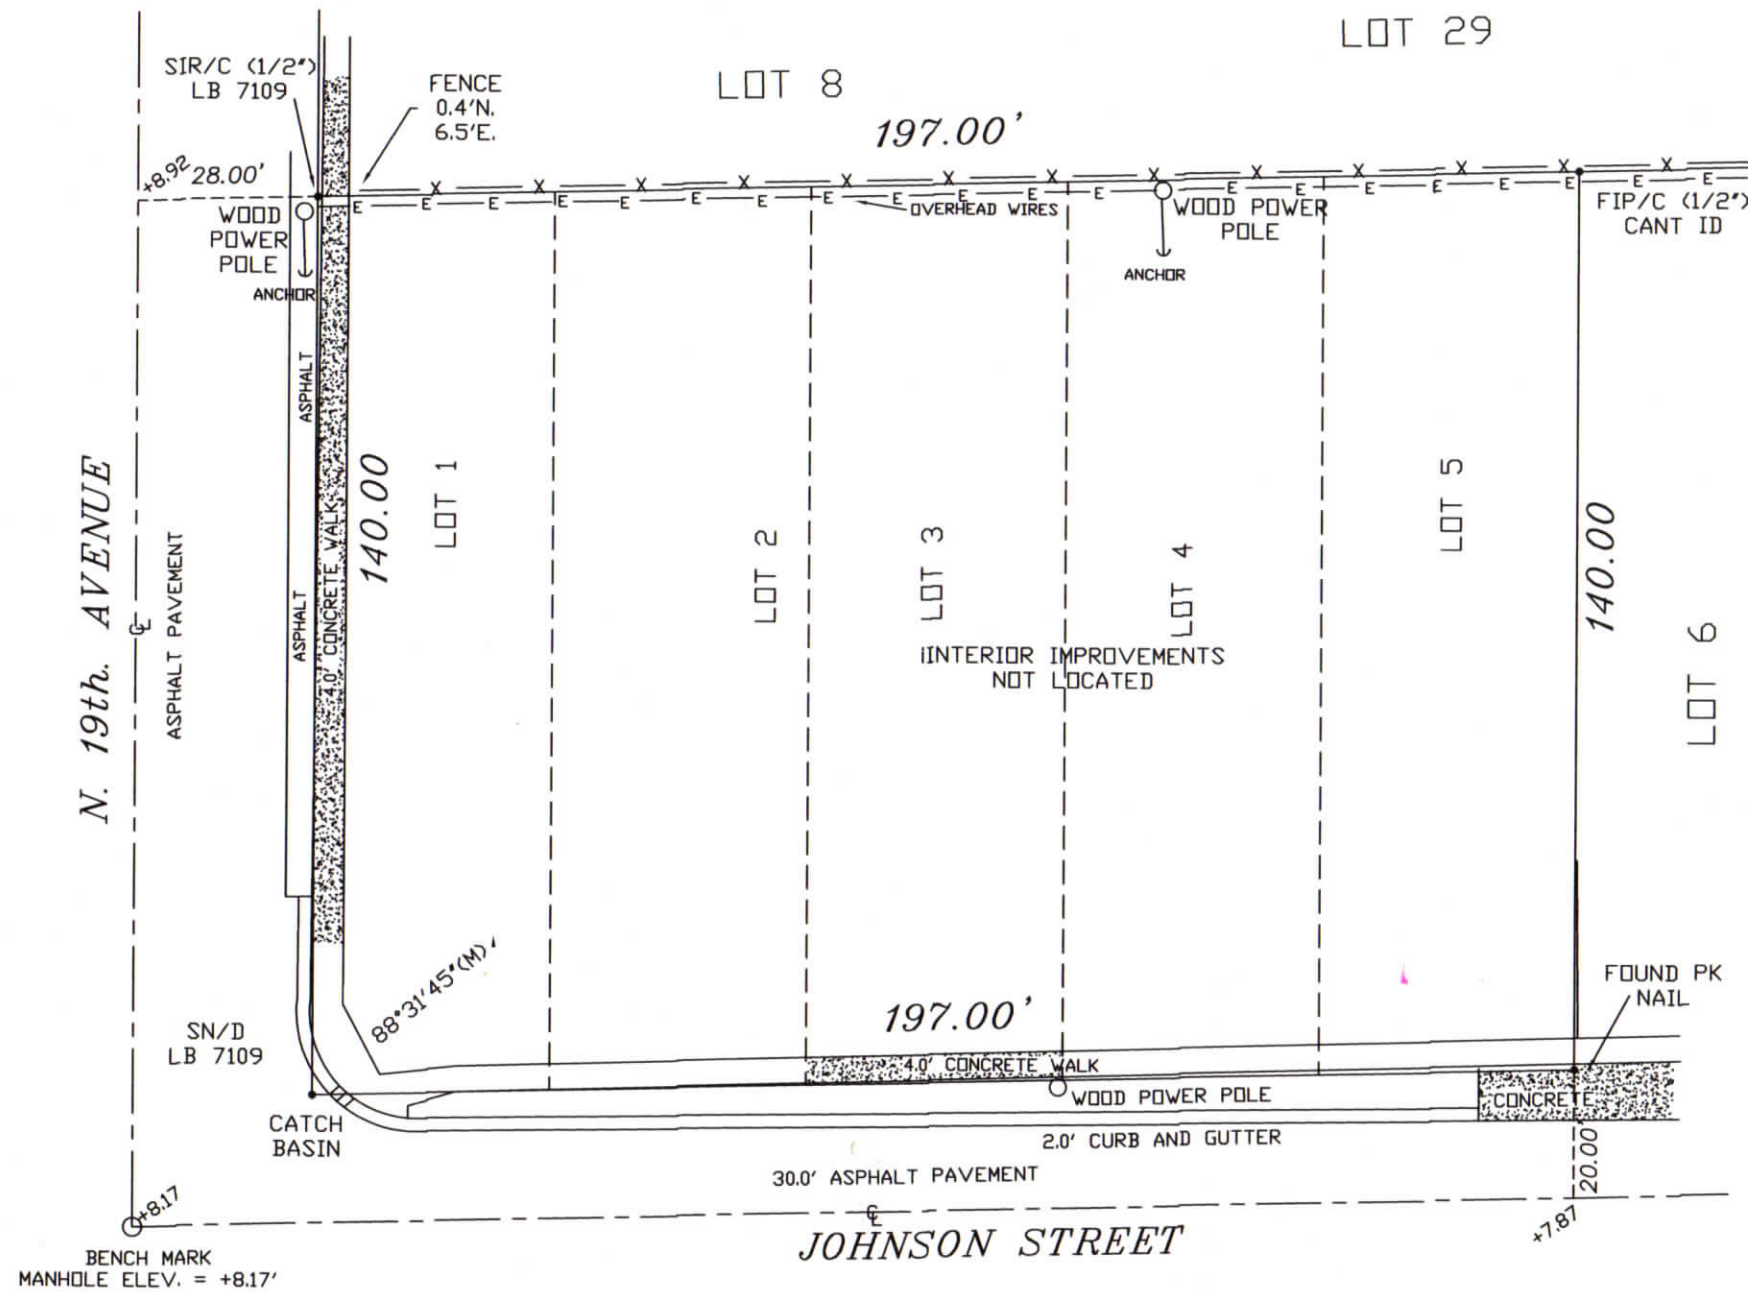 LOT 29
SIR/C (1/2")
LB 7109
FENCE
0.4'N.
6.5'E.
LOT 8
197.00'
+8.92
28.00'
X X X X X X X X X X X X X
E E E E E E E E E E E E E E E E E E E
OVERHEAD WIRES
WOOD
POWER
POLE
ANCHOR
WOOD POWER
POLE
ANCHOR
FIP/C (1/2")
CANT ID
ASPHALT
ASPHALT
4.0' CONCRETE WALK
140.00
LOT 1
LOT 2
LOT 3
LOT 4
LOT 5
140.00
LOT 6
N. 19th. AVENUE
CL
ASPHALT PAVEMENT
IINTERIOR IMPROVEMENTS
NOT LOCATED
88°31'45"(M)
SN/D
LB 7109
197.00'
FOUND PK
NAIL
4.0' CONCRETE WALK
WOOD POWER POLE
CONCRETE
CATCH
BASIN
2.0' CURB AND GUTTER
30.0' ASPHALT PAVEMENT
20.00
+8.17
CL
JOHNSON STREET
+7.87
BENCH MARK
MANHOLE ELEV. = +8.17'